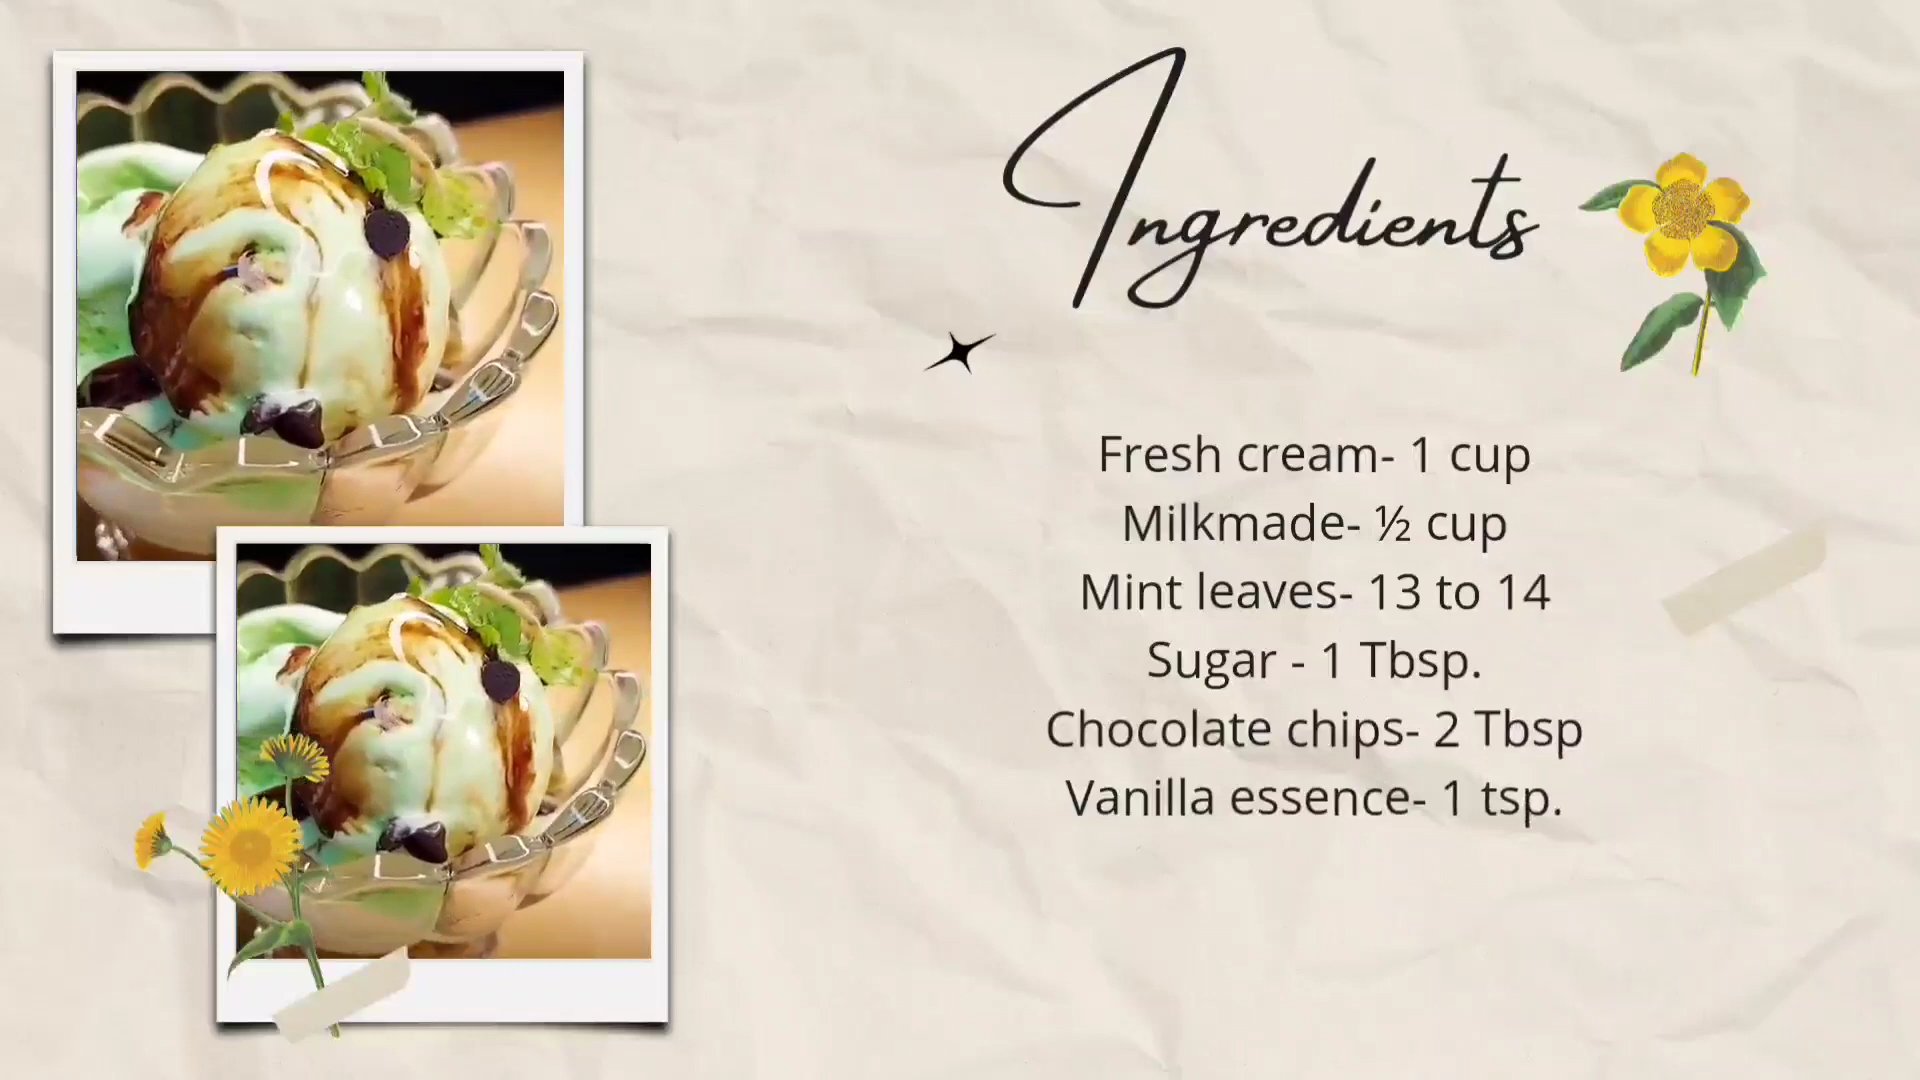 Ingredients
Fresh cream- 1 cup
Milkmade- ½ cup
Mint leaves- 13 to 14
Sugar - 1 Tbsp.
Chocolate chips- 2 Tbsp
Vanilla essence- 1 tsp.